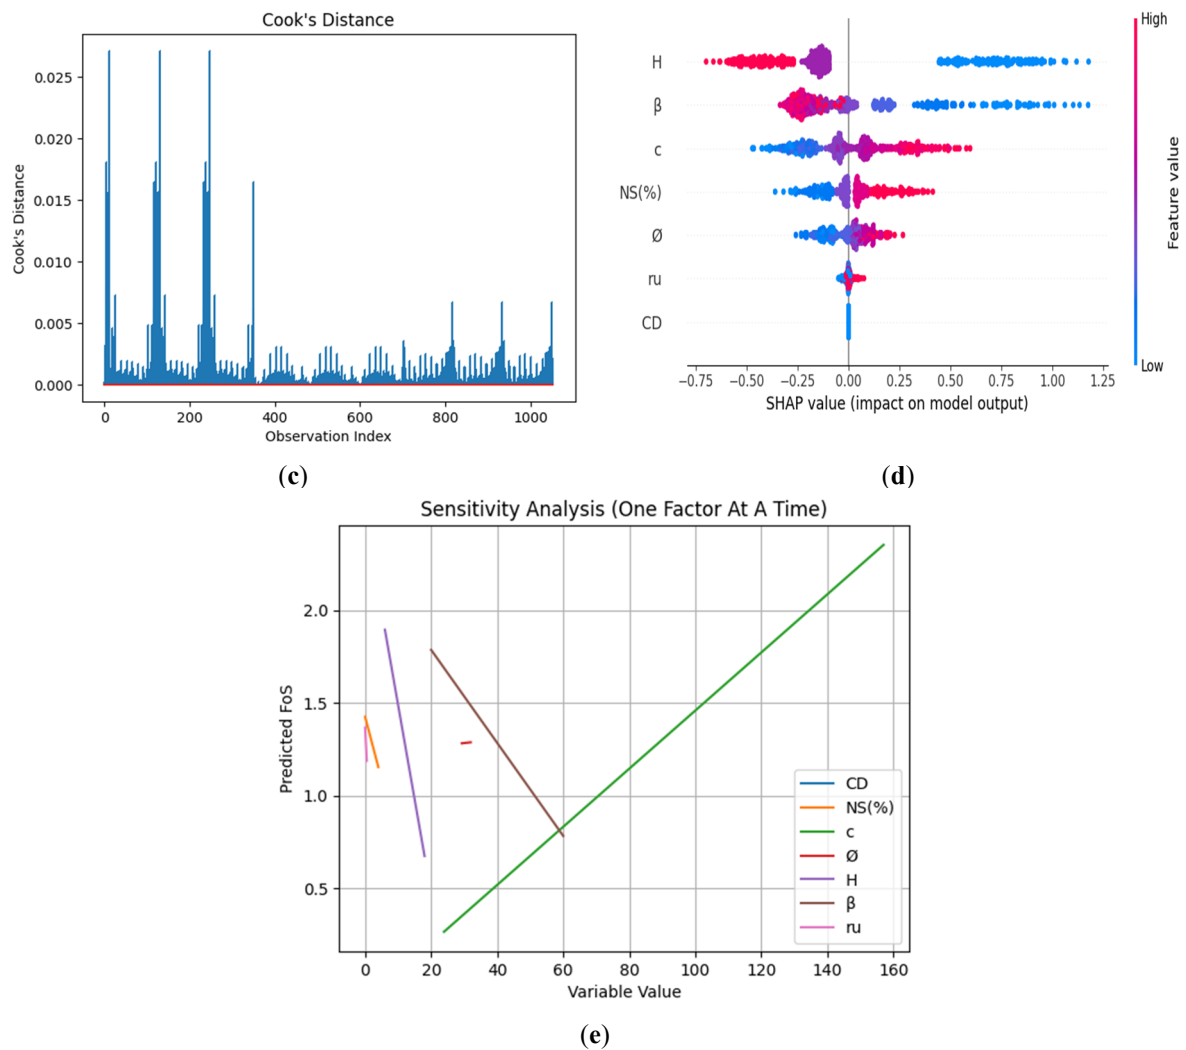 Cook's Distance
0.025
0.020
0.015
0.010
0.005
0.000
Cook's Distance
0 200 400 600 800 1000
Observation Index
(c)
High
H
β
c
NS(%)
Ø
ru
CD
Low
Feature value
−0.75 −0.50 −0.25 0.00 0.25 0.50 0.75 1.00 1.25
SHAP value (impact on model output)
(d)
Sensitivity Analysis (One Factor At A Time)
2.0
1.5
1.0
0.5
Predicted FoS
CD
NS(%)
c
Ø
H
β
ru
0 20 40 60 80 100 120 140 160
Variable Value
(e)